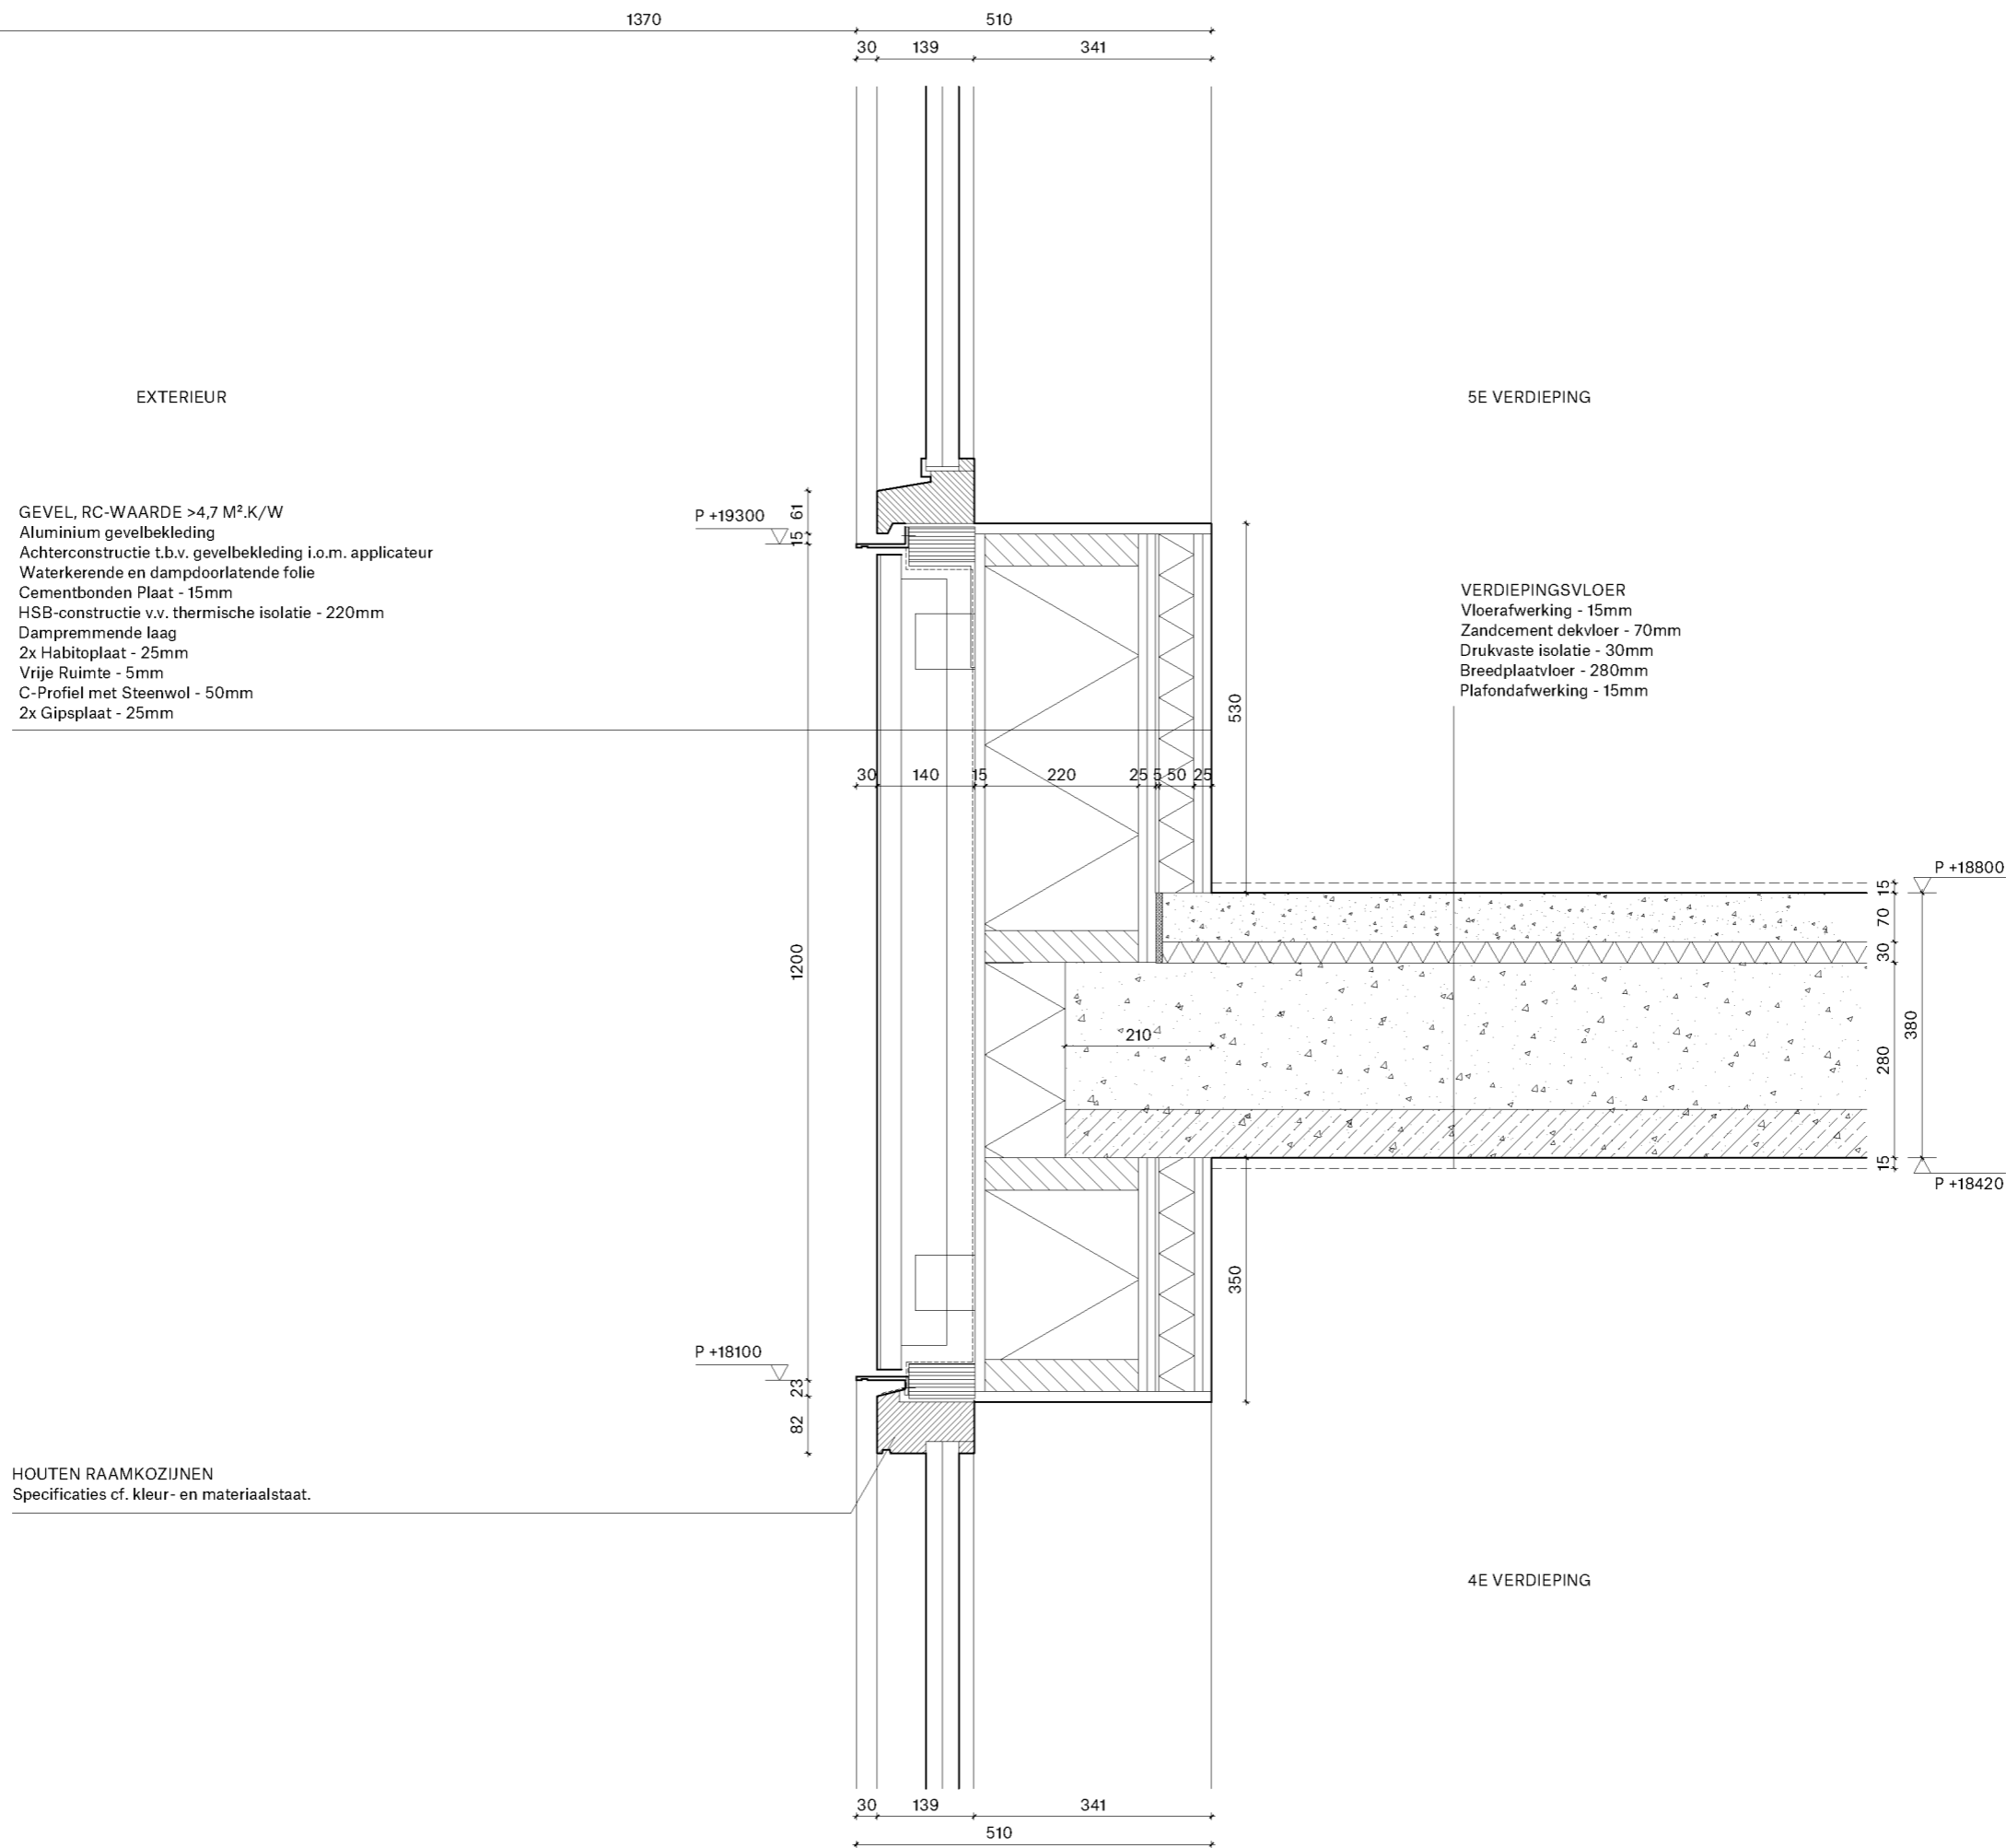 1370
510
30
139
341
EXTERIEUR
5E VERDIEPING
GEVEL, RC-WAARDE >4,7 M².K/W
Aluminium gevelbekleding
Achterconstructie t.b.v. gevelbekleding i.o.m. applicateur
Waterkerende en dampdoorlatende folie
Cementbonden Plaat - 15mm
HSB-constructie v.v. thermische isolatie - 220mm
Dampremmende laag
2x Habitoplaat - 25mm
Vrije Ruimte - 5mm
C-Profiel met Steenwol - 50mm
2x Gipsplaat - 25mm
P +19300
61
15
VERDIEPINGSVLOER
Vloerafwerking - 15mm
Zandcement dekvloer - 70mm
Drukvaste isolatie - 30mm
Breedplaatvloer - 280mm
Plafondafwerking - 15mm
530
30
140
15
220
25
5
50
25
P +18800
15
70
30
1200
210
280
380
15
P +18420
350
P +18100
23
82
HOUTEN RAAMKOZIJNEN
Specificaties cf. kleur- en materiaalstaat.
4E VERDIEPING
30
139
341
510